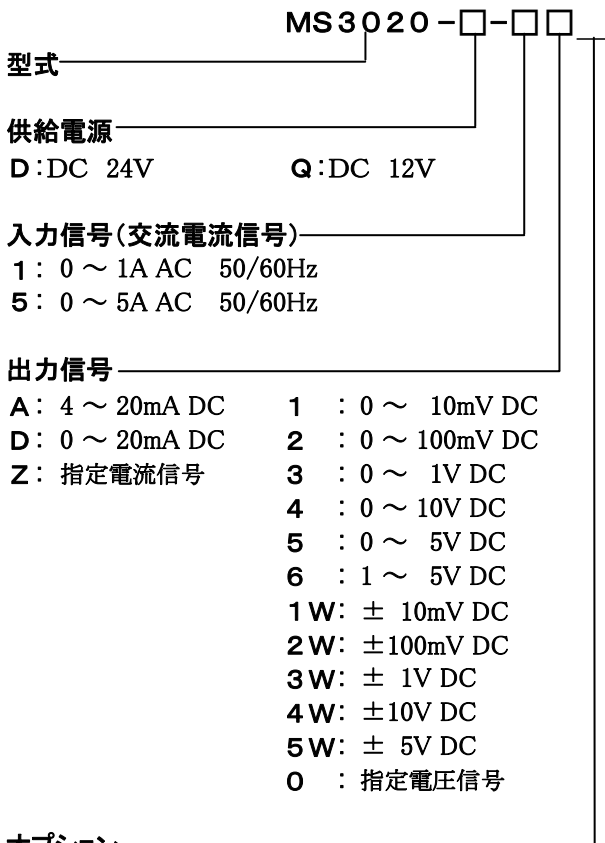 MS3020-□-□□
型式
供給電源
D:DC 24V Q:DC 12V
入力信号(交流電流信号)
1: 0 ～ 1A AC 50/60Hz
5: 0 ～ 5A AC 50/60Hz
出力信号
A: 4 ～ 20mA DC 1 : 0 ～ 10mV DC
D: 0 ～ 20mA DC 2 : 0 ～ 100mV DC
Z: 指定電流信号 3 : 0 ～ 1V DC
4 : 0 ～ 10V DC
5 : 0 ～ 5V DC
6 : 1 ～ 5V DC
1W: ± 10mV DC
2W: ±100mV DC
3W: ± 1V DC
4W: ±10V DC
5W: ± 5V DC
0 : 指定電圧信号
オプション